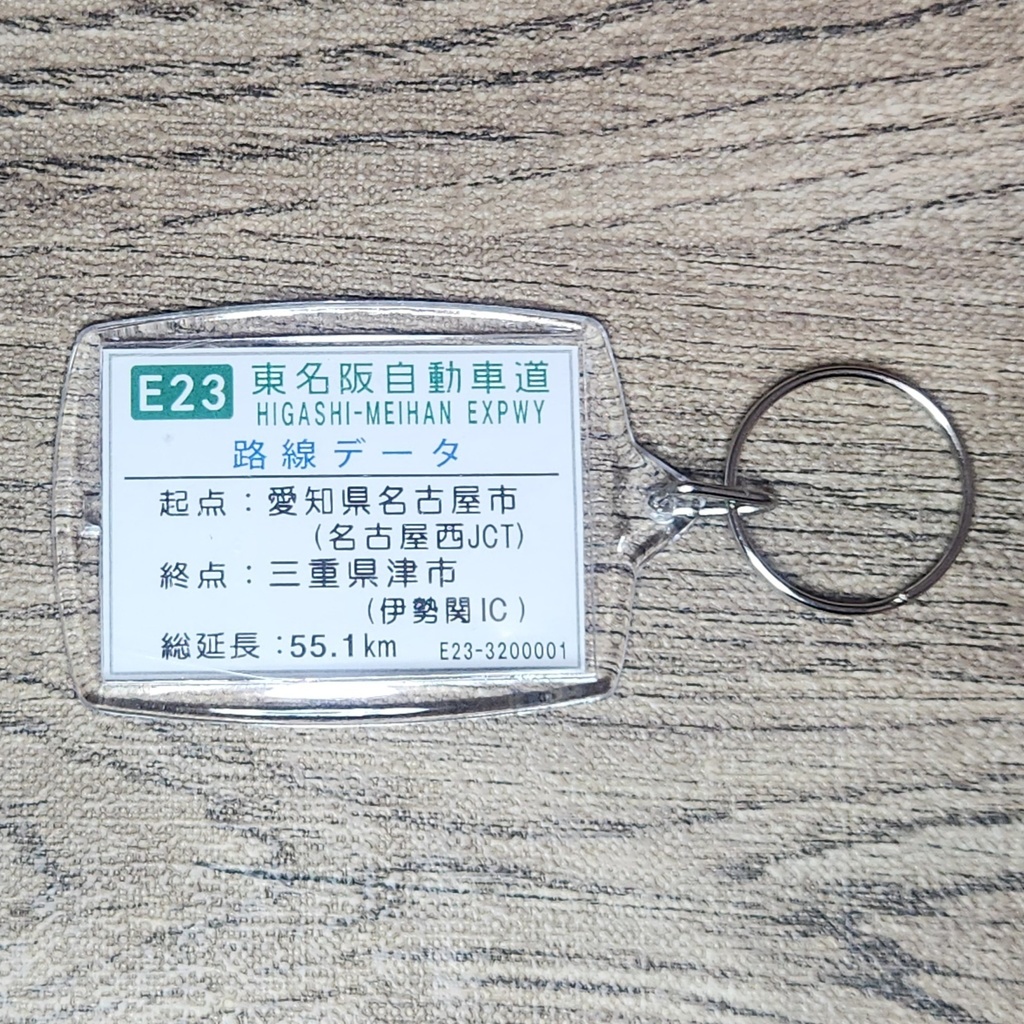 E23 東名阪自動車道
HIGASHI-MEIHAN EXPWY
路線データ
起点：愛知県名古屋市
(名古屋西JCT)
終点：三重県津市
(伊勢関IC)
総延長：55.1km E23-3200001